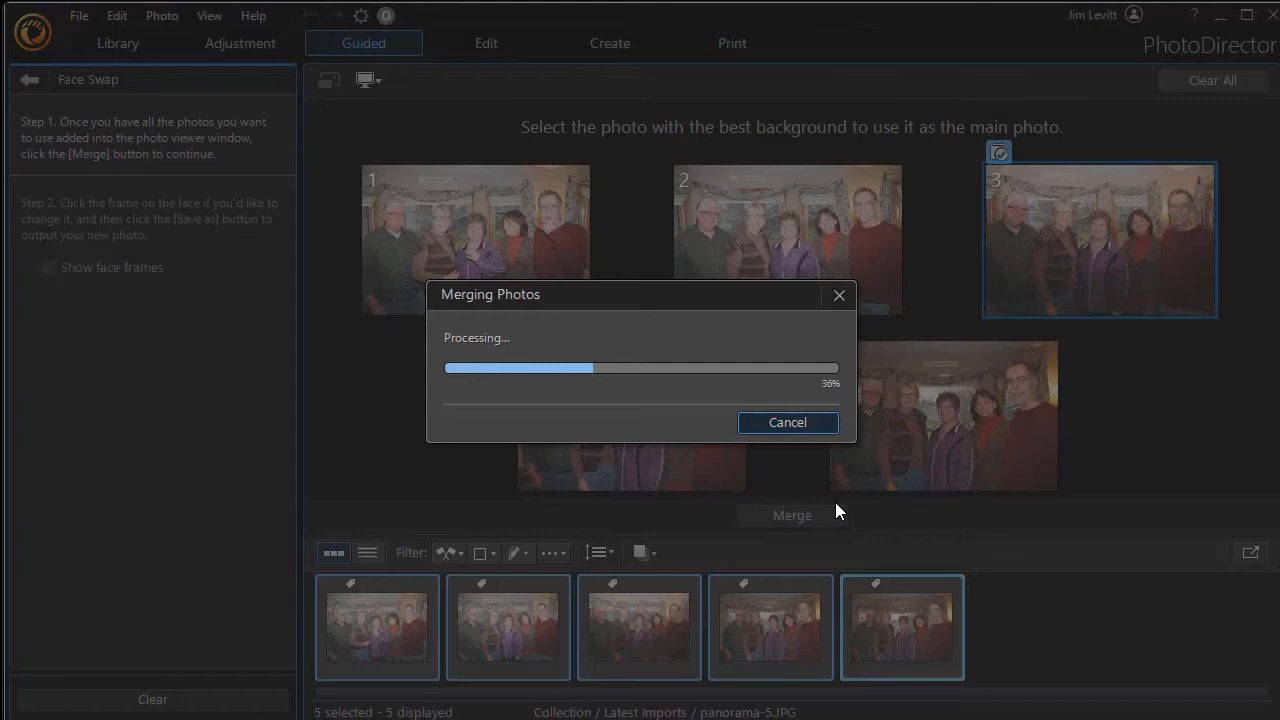 File Edit Photo View Help
Jim Levitt
?
Library Adjustment Guided Edit Create Print
PhotoDirector
Face Swap
Clear All
Step 1. Once you have all the photos you want
to use added into the photo viewer window,
click the [Merge] button to continue.
Step 2. Click the frame on the face if you'd like to
change it, and then click the [Save as] button to
output your new photo.
Show face frames
Select the photo with the best background to use it as the main photo.
1
2
3
Merging Photos
Processing...
36%
Cancel
Merge
Filter:
Clear
5 selected - 5 displayed
Collection / Latest Imports / panorama-5.JPG